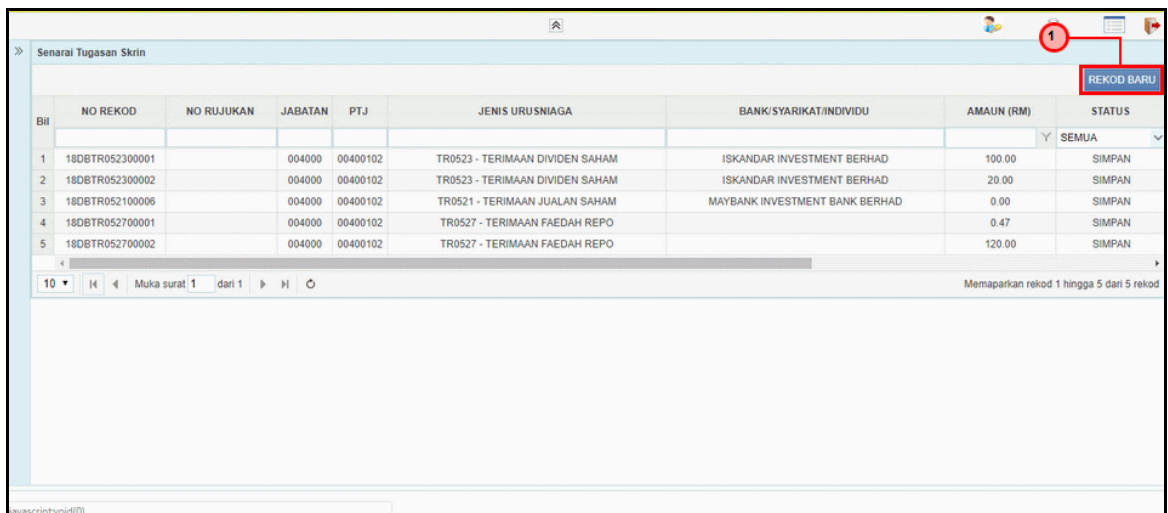 1
» Senarai Tugasan Skrin
REKOD BARU
Bil NO REKOD NO RUJUKAN JABATAN PTJ JENIS URUSNIAGA BANK/SYARIKAT/INDIVIDU AMAUN (RM) STATUS
SEMUA
1 18DBTR052300001 004000 00400102 TR0523 - TERIMAAN DIVIDEN SAHAM ISKANDAR INVESTMENT BERHAD 100.00 SIMPAN
2 18DBTR052300002 004000 00400102 TR0523 - TERIMAAN DIVIDEN SAHAM ISKANDAR INVESTMENT BERHAD 20.00 SIMPAN
3 18DBTR052100006 004000 00400102 TR0521 - TERIMAAN JUALAN SAHAM MAYBANK INVESTMENT BANK BERHAD 0.00 SIMPAN
4 18DBTR052700001 004000 00400102 TR0527 - TERIMAAN FAEDAH REPO 0.47 SIMPAN
5 18DBTR052700002 004000 00400102 TR0527 - TERIMAAN FAEDAH REPO 120.00 SIMPAN
10 Muka surat 1 dari 1 Memaparkan rekod 1 hingga 5 dari 5 rekod
javascript:void(0)